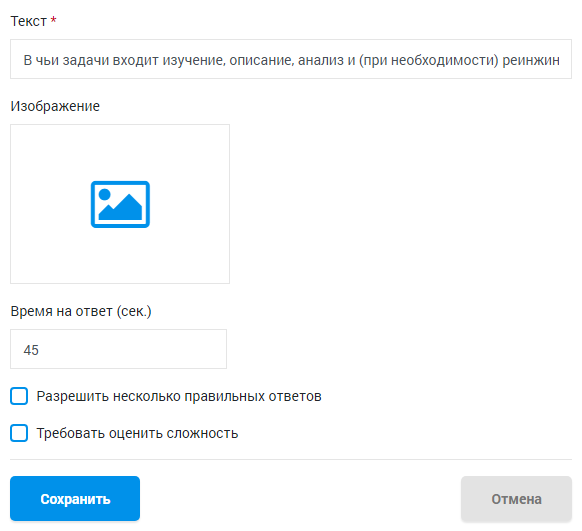 Текст *
В чьи задачи входит изучение, описание, анализ и (при необходимости) реинжин
Изображение
Время на ответ (сек.)
45
Разрешить несколько правильных ответов
Требовать оценить сложность
Сохранить Отмена